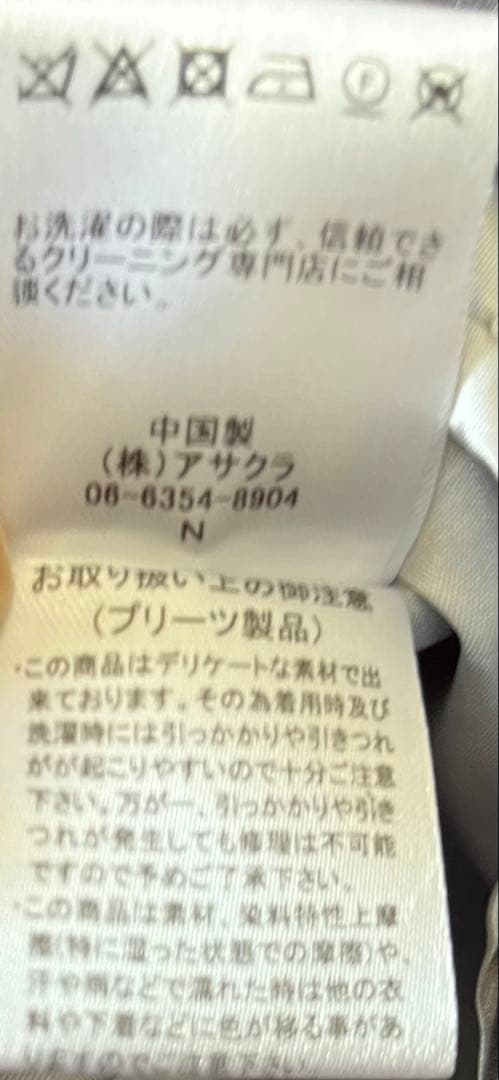 F
W
お洗濯の際は必ず、信頼でき
るクリーニング専門店にご相
談ください。
中国製
(株)アサクラ
06-6354-8904
N
お取り扱い上の御注意
(プリーツ製品)
・この商品はデリケートな素材で出
来ております。その為着用時及び
洗濯時には引っかかりや引きつれ
がが起こりやすいので十分ご注意
下さい。万が一、引っかかりや引き
つれが発生しても修理は不可能
ですので予めご了承下さい。
・この商品は素材、染料特性上摩
擦(特に湿った状態での摩擦)や、
汗や雨などで濡れた時は他の衣
料や下着などに色が移る事があ
りますのでご注意下さい。